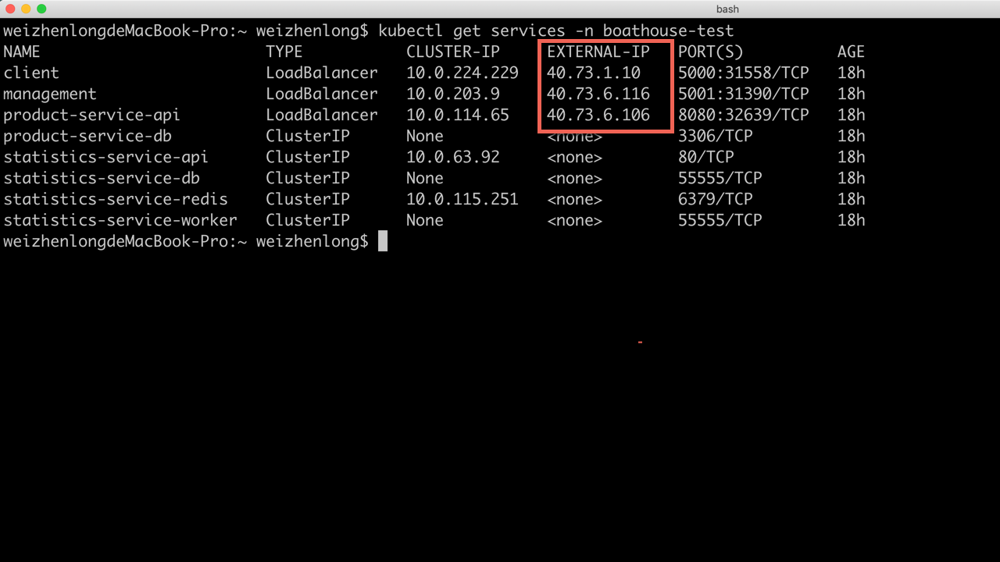 bash
weizhenlongdeMacBook-Pro:~ weizhenlong$ kubectl get services -n boathouse-test
NAME TYPE CLUSTER-IP EXTERNAL-IP PORT(S) AGE
client LoadBalancer 10.0.224.229 40.73.1.10 5000:31558/TCP 18h
management LoadBalancer 10.0.203.9 40.73.6.116 5001:31390/TCP 18h
product-service-api LoadBalancer 10.0.114.65 40.73.6.106 8080:32639/TCP 18h
product-service-db ClusterIP None <none> 3306/TCP 18h
statistics-service-api ClusterIP 10.0.63.92 <none> 80/TCP 18h
statistics-service-db ClusterIP None <none> 55555/TCP 18h
statistics-service-redis ClusterIP 10.0.115.251 <none> 6379/TCP 18h
statistics-service-worker ClusterIP None <none> 55555/TCP 18h
weizhenlongdeMacBook-Pro:~ weizhenlong$